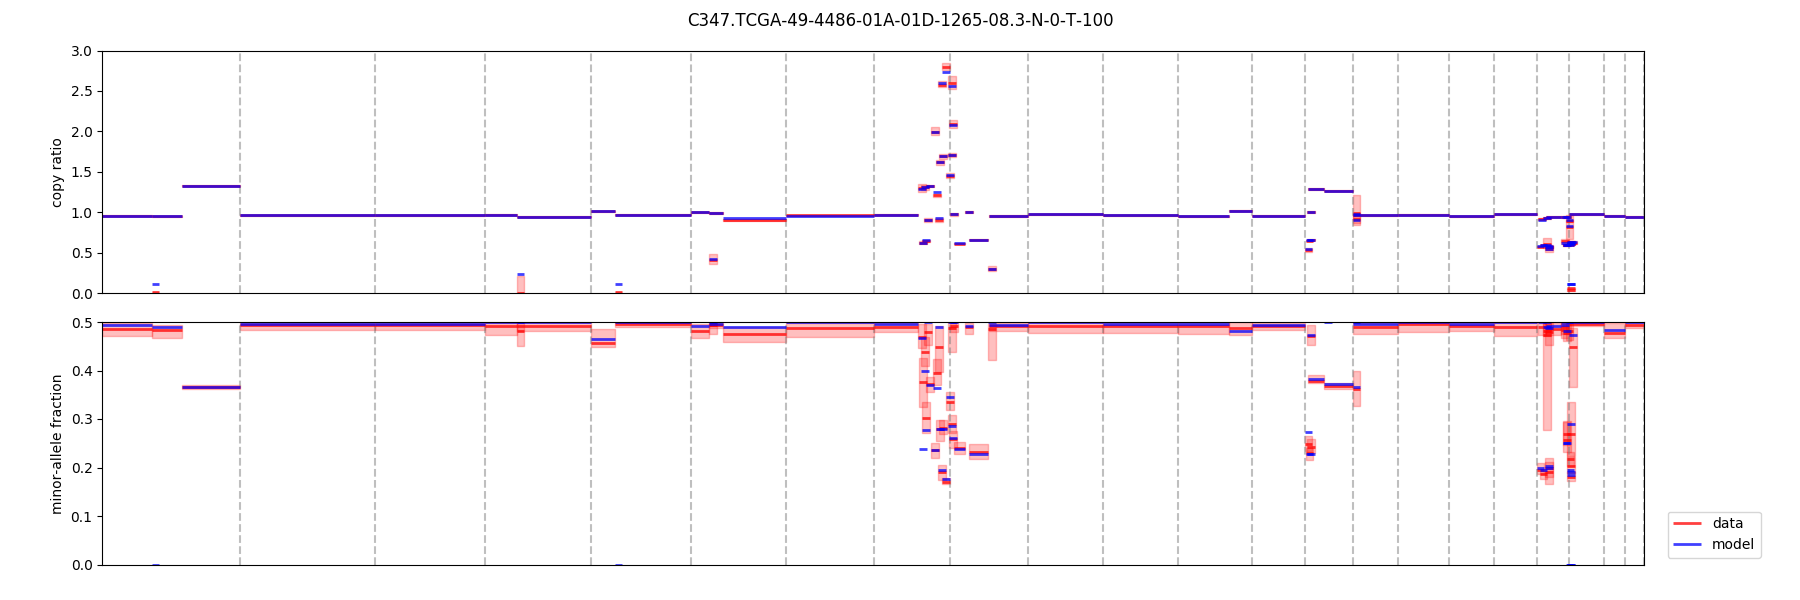 C347.TCGA-49-4486-01A-01D-1265-08.3-N-0-T-100
copy ratio
3.0
2.5
2.0
1.5
1.0
0.5
0.0
minor-allele fraction
0.5
0.4
0.3
0.2
0.1
0.0
data
model